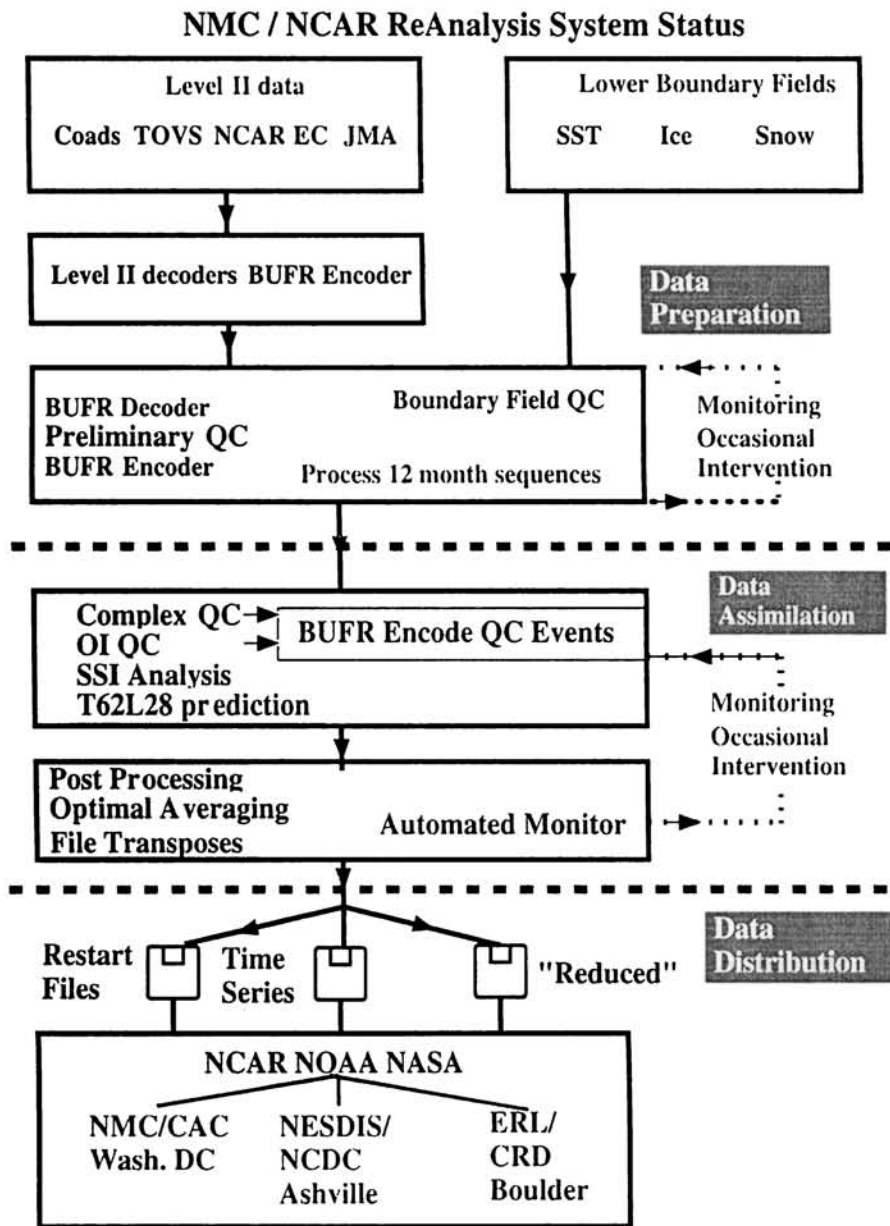 NMC / NCAR ReAnalysis System Status
Level II data
Coads TOVS NCAR EC JMA
Lower Boundary Fields
SST Ice Snow
Level II decoders BUFR Encoder
Data
Preparation
BUFR Decoder
Preliminary QC
BUFR Encoder
Boundary Field QC
Process 12 month sequences
Monitoring
Occasional
Intervention
Complex QC
OI QC
SSI Analysis
T62L28 prediction
BUFR Encode QC Events
Data
Assimilation
Monitoring
Occasional
Intervention
Post Processing
Optimal Averaging
File Transposes
Automated Monitor
Data
Distribution
Restart
Files
Time
Series
"Reduced"
NCAR NOAA NASA
NMC/CAC
Wash. DC
NESDIS/
NCDC
Ashville
ERL/
CRD
Boulder